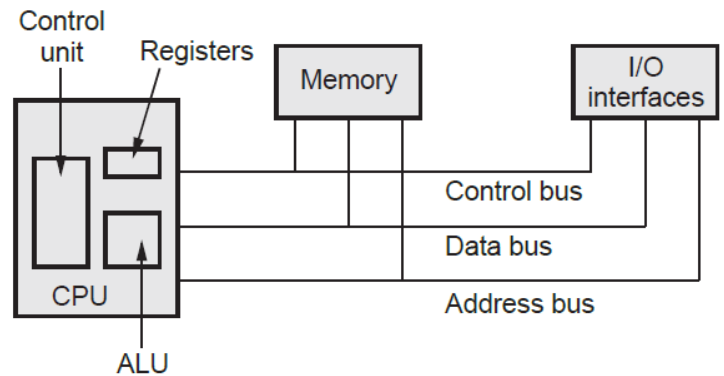 Control
unit
Registers
Memory
I/O
interfaces
Control bus
Data bus
CPU
Address bus
ALU